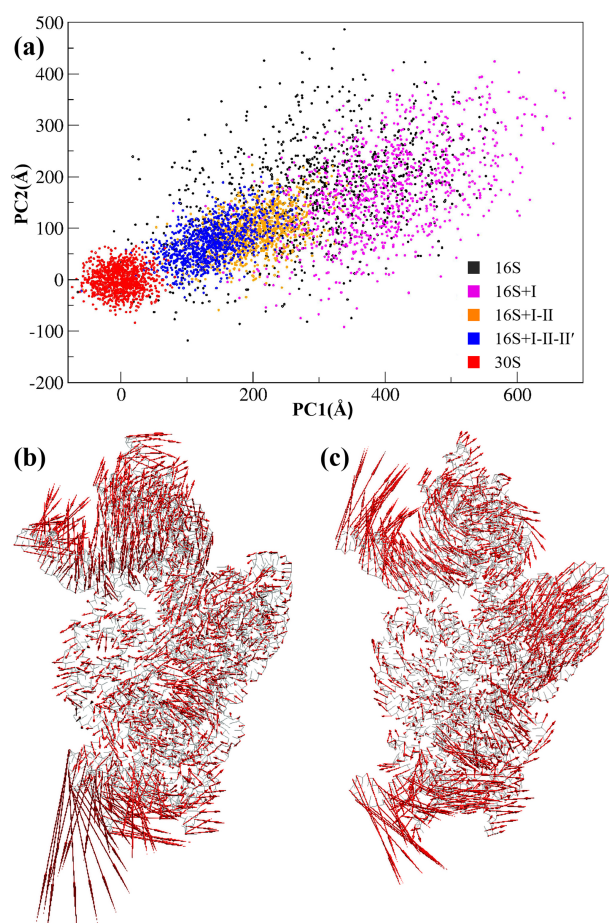 (a)
500
400
300
200
100
0
-100
-200
PC2(Å)
16S
16S+I
16S+I-II
16S+I-II-II′
30S
0 200 400 600
PC1(Å)
(b) (c)